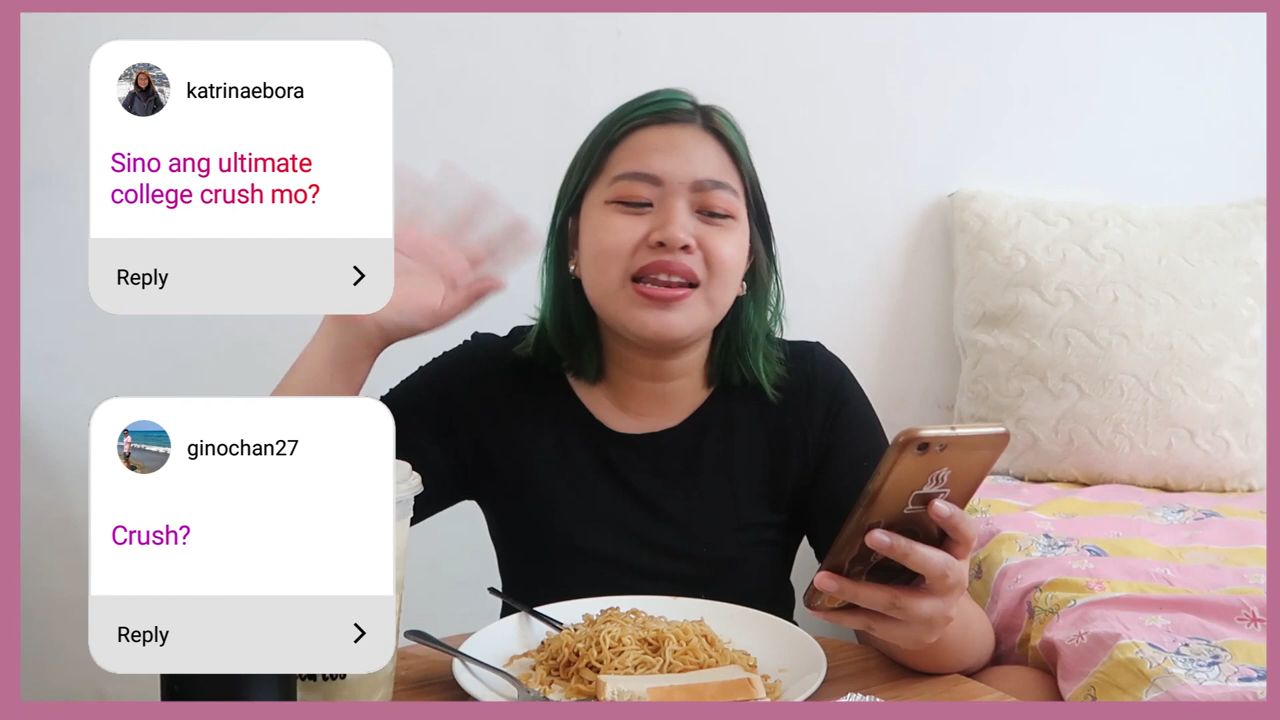 katrinaebora
Sino ang ultimate
college crush mo?
Reply
ginochan27
Crush?
Reply